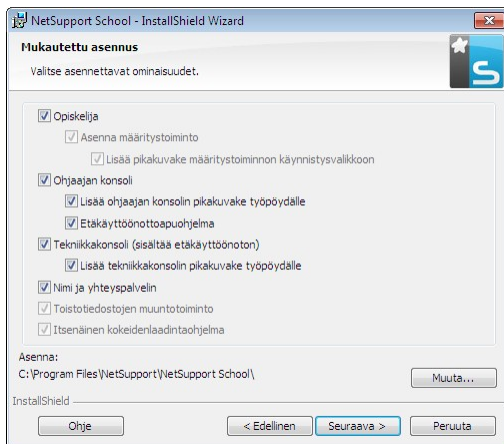 NetSupport School - InstallShield Wizard
Mukautettu asennus
Valitse asennettavat ominaisuudet.
S
Opiskelija
Asenna määritystoiminto
Lisää pikakuvake määritystoiminnon käynnistysvalikkoon
Ohjaajan konsoli
Lisää ohjaajan konsolin pikakuvake työpöydälle
Etäkäyttöönottoapuohjelma
Tekniikkakonsoli (sisältää etäkäyttöönoton)
Lisää tekniikkakonsolin pikakuvake työpöydälle
Nimi ja yhteyspalvelin
Toistotiedostojen muuntotoiminto
Itsenäinen kokeidenlaadintaohjelma
Asenna:
C:\Program Files\NetSupport\NetSupport School\
Muuta...
InstallShield
Ohje
< Edellinen
Seuraava >
Peruuta